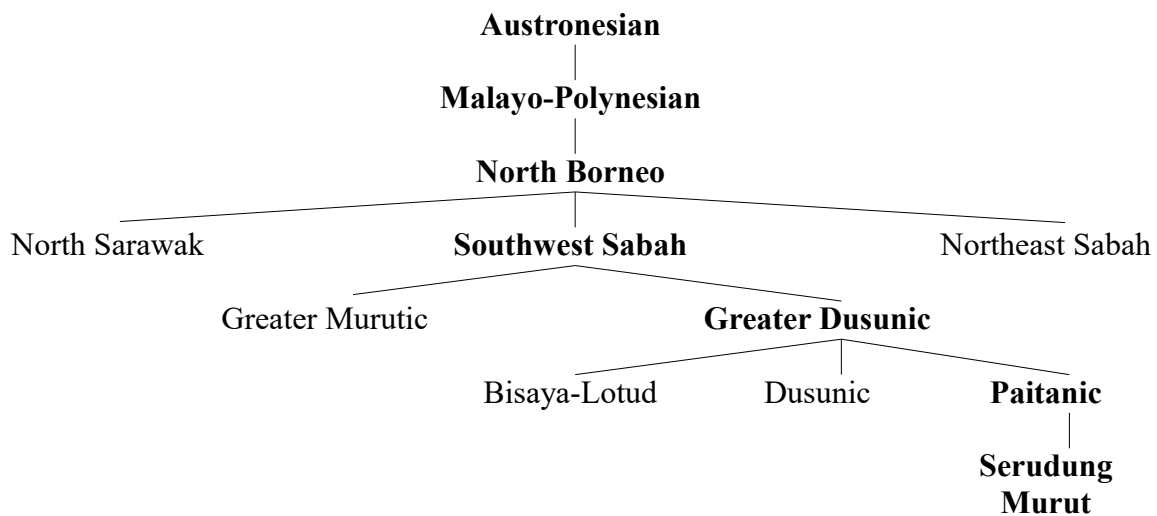 Austronesian
Malayo-Polynesian
North Borneo
North Sarawak
Southwest Sabah
Northeast Sabah
Greater Murutic
Greater Dusunic
Bisaya-Lotud
Dusunic
Paitanic
Serudung
Murut